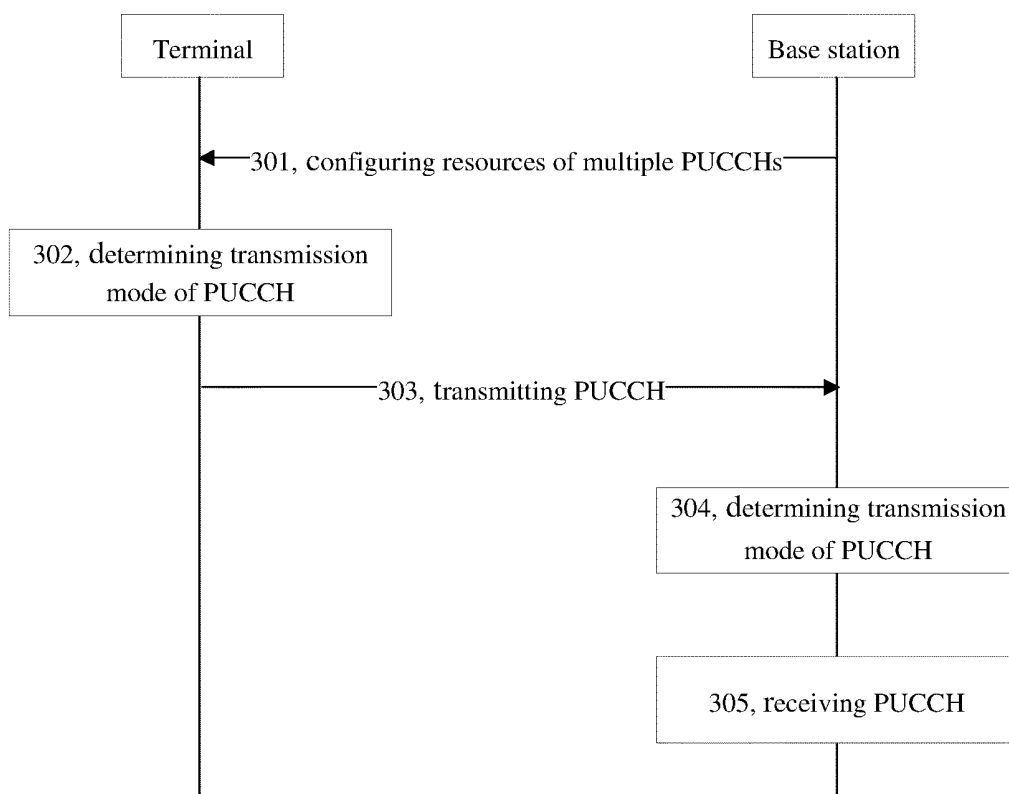 Terminal
Base station
301, configuring resources of multiple PUCCHs
302, determining transmission
mode of PUCCH
303, transmitting PUCCH
304, determining transmission
mode of PUCCH
305, receiving PUCCH